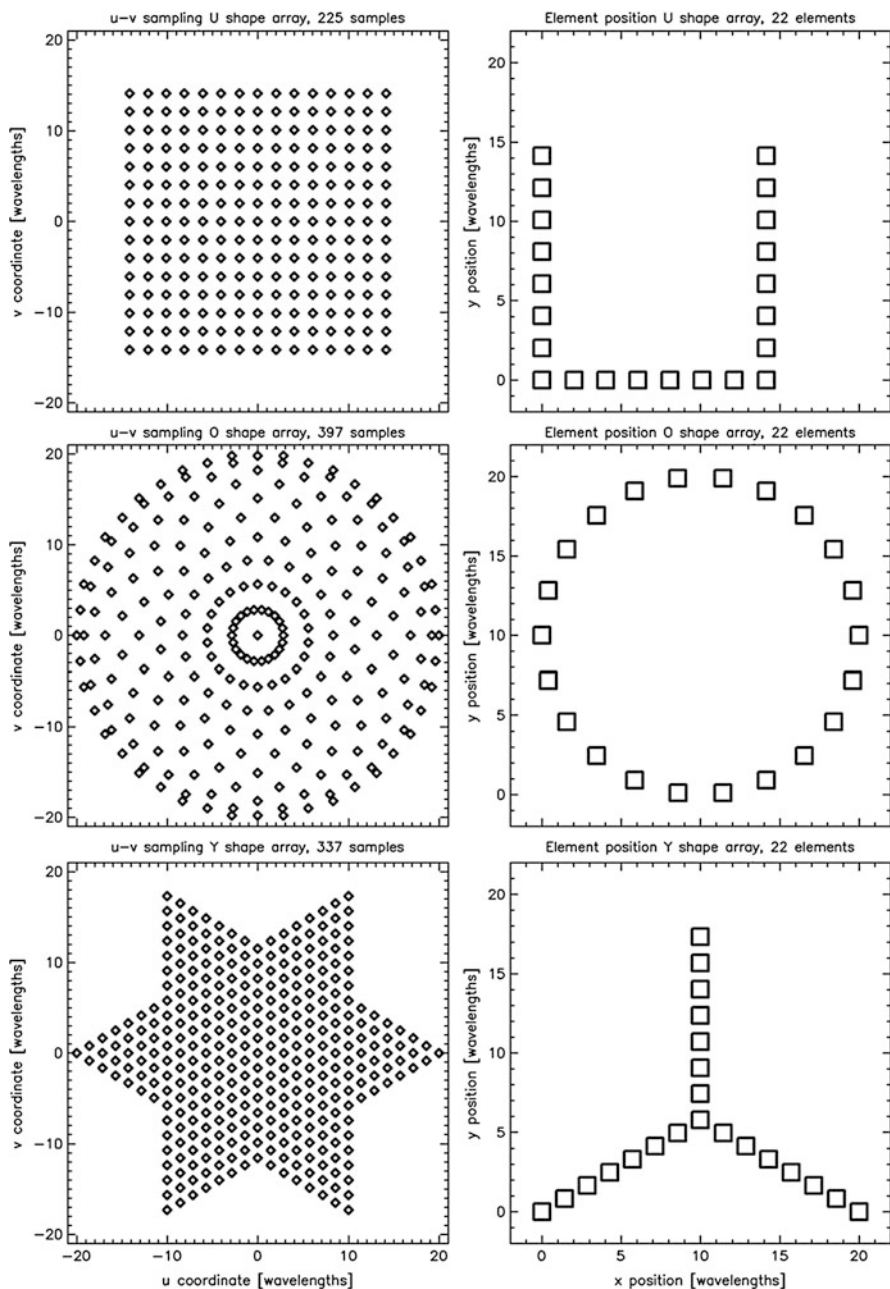 u-v sampling U shape array, 225 samples
Element position U shape array, 22 elements
v coordinate [wavelengths]
20
10
0
-10
-20
y position [wavelengths]
20
15
10
5
0
u-v sampling O shape array, 397 samples
Element position O shape array, 22 elements
v coordinate [wavelengths]
20
10
0
-10
-20
y position [wavelengths]
20
15
10
5
0
u-v sampling Y shape array, 337 samples
Element position Y shape array, 22 elements
v coordinate [wavelengths]
20
10
0
-10
-20
y position [wavelengths]
20
15
10
5
0
-20 -10 0 10 20
u coordinate [wavelengths]
0 5 10 15 20
x position [wavelengths]